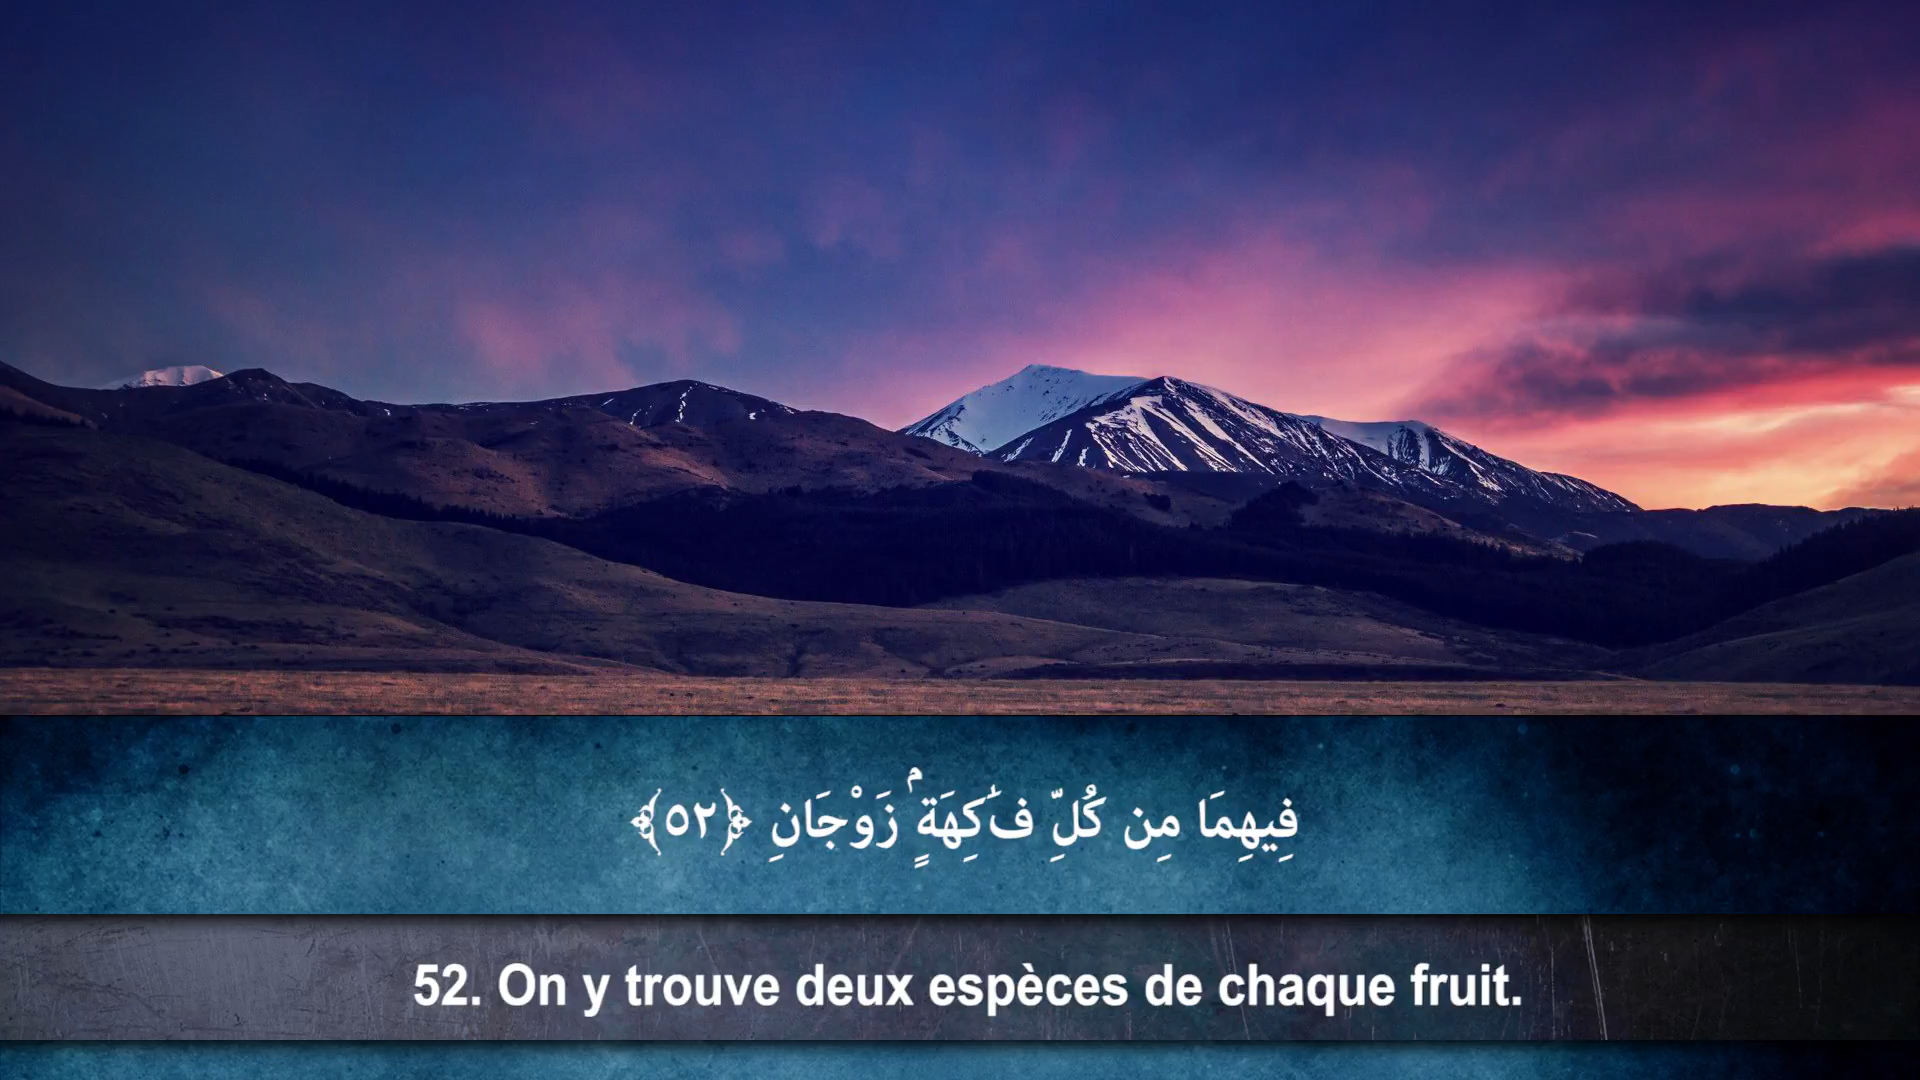 فِيهِمَا مِن كُلِّ فَـٰكِهَةٍۢ زَوْجَانِ ﴿٥٢﴾
52. On y trouve deux espèces de chaque fruit.